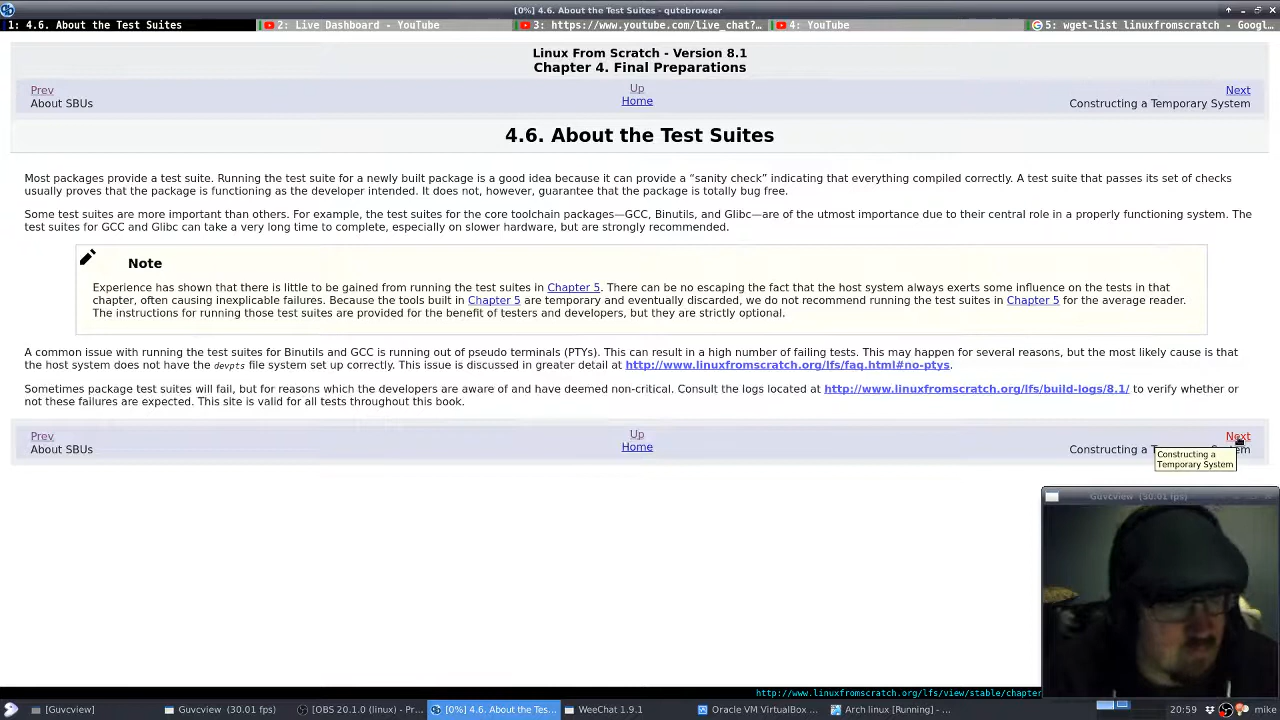 [0%] 4.6. About the Test Suites - qutebrowser
1: 4.6. About the Test Suites
2: Live Dashboard - YouTube
3: https://www.youtube.com/live_chat?…
4: YouTube
5: wget-list linuxfromscratch - Googl…
Linux From Scratch - Version 8.1
Chapter 4. Final Preparations
Prev
Up
Next
About SBUs
Home
Constructing a Temporary System
4.6. About the Test Suites
Most packages provide a test suite. Running the test suite for a newly built package is a good idea because it can provide a “sanity check” indicating that everything compiled correctly. A test suite that passes its set of checks
usually proves that the package is functioning as the developer intended. It does not, however, guarantee that the package is totally bug free.
Some test suites are more important than others. For example, the test suites for the core toolchain packages—GCC, Binutils, and Glibc—are of the utmost importance due to their central role in a properly functioning system. The
test suites for GCC and Glibc can take a very long time to complete, especially on slower hardware, but are strongly recommended.
Note
Experience has shown that there is little to be gained from running the test suites in Chapter 5. There can be no escaping the fact that the host system always exerts some influence on the tests in that
chapter, often causing inexplicable failures. Because the tools built in Chapter 5 are temporary and eventually discarded, we do not recommend running the test suites in Chapter 5 for the average reader.
The instructions for running those test suites are provided for the benefit of testers and developers, but they are strictly optional.
A common issue with running the test suites for Binutils and GCC is running out of pseudo terminals (PTYs). This can result in a high number of failing tests. This may happen for several reasons, but the most likely cause is that
the host system does not have the devpts file system set up correctly. This issue is discussed in greater detail at http://www.linuxfromscratch.org/lfs/faq.html#no-ptys.
Sometimes package test suites will fail, but for reasons which the developers are aware of and have deemed non-critical. Consult the logs located at http://www.linuxfromscratch.org/lfs/build-logs/8.1/ to verify whether or
not these failures are expected. This site is valid for all tests throughout this book.
Prev
Up
Next
About SBUs
Home
Constructing a T em
Constructing a
Temporary System
Guvcview (30.01 fps)
http://www.linuxfromscratch.org/lfs/view/stable/chapter
[Guvcview]
Guvcview (30.01 fps)
[OBS 20.1.0 (linux) - Pr...
[0%] 4.6. About the Tes...
WeeChat 1.9.1
Oracle VM VirtualBox ...
Arch linux [Running] - ...
20:59
mike